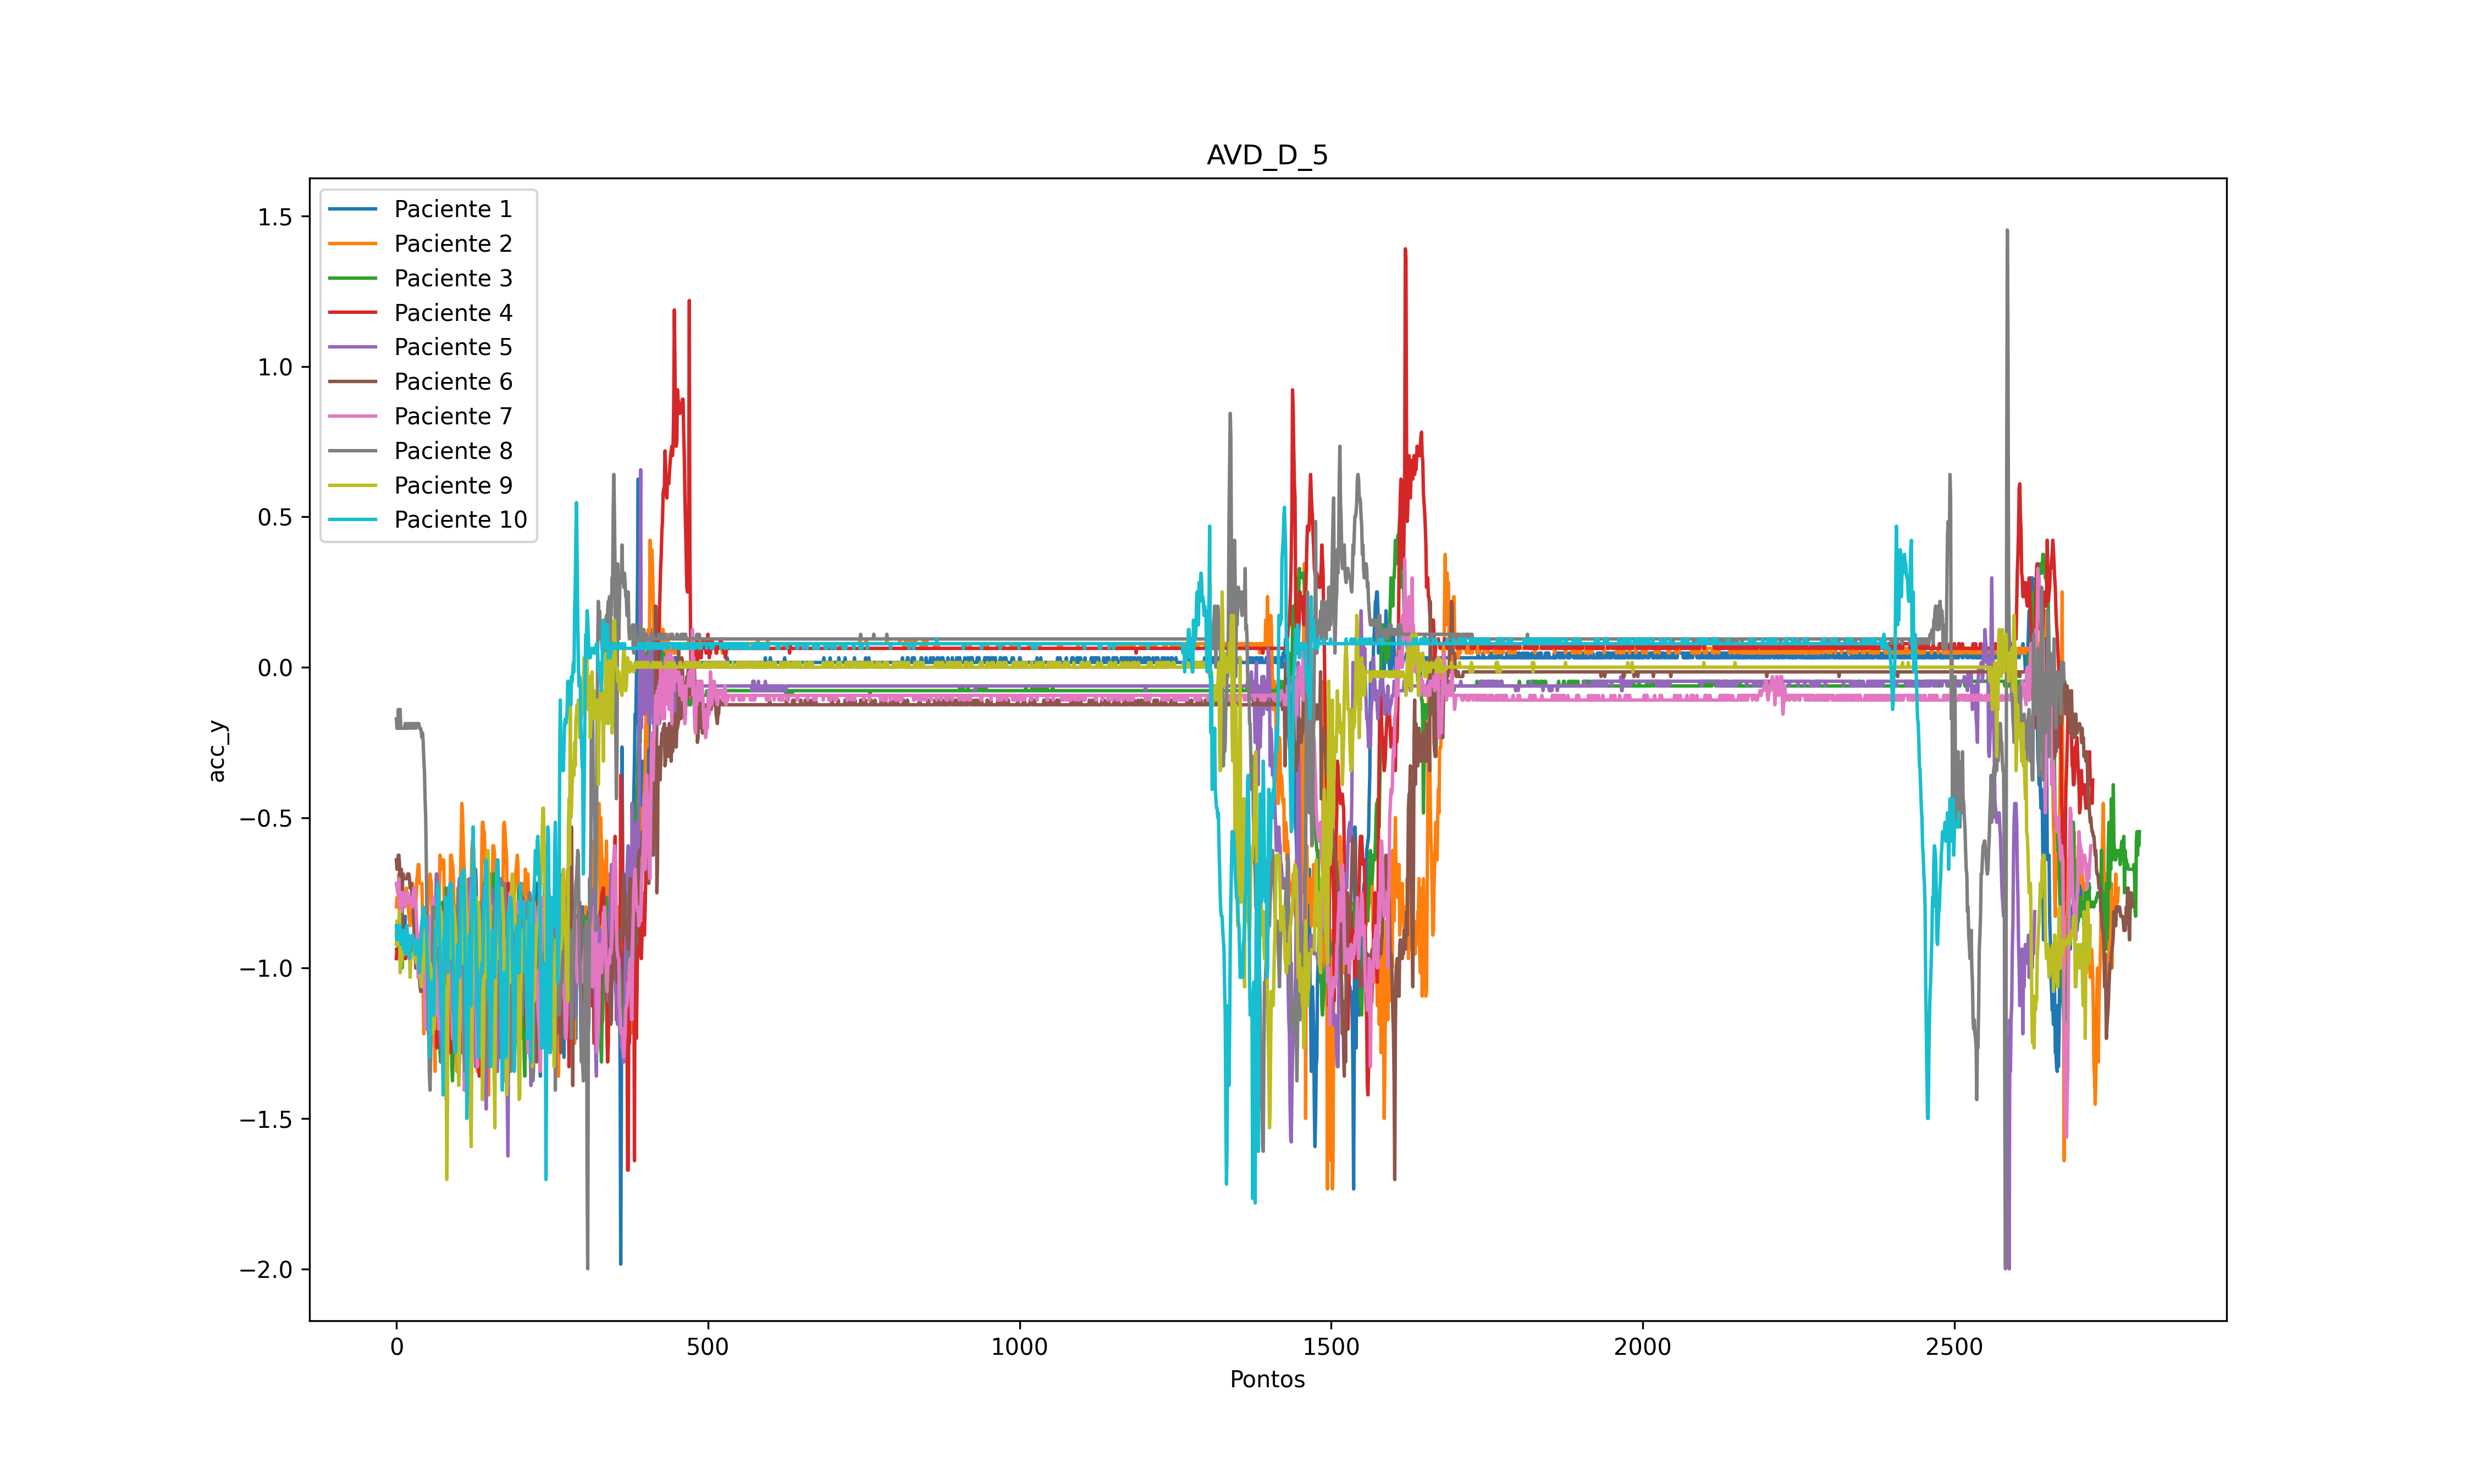 AVD_D_5
1.5
1.0
0.5
0.0
−0.5
−1.0
−1.5
−2.0
acc_y
Paciente 1
Paciente 2
Paciente 3
Paciente 4
Paciente 5
Paciente 6
Paciente 7
Paciente 8
Paciente 9
Paciente 10
0 500 1000 1500 2000 2500
Pontos